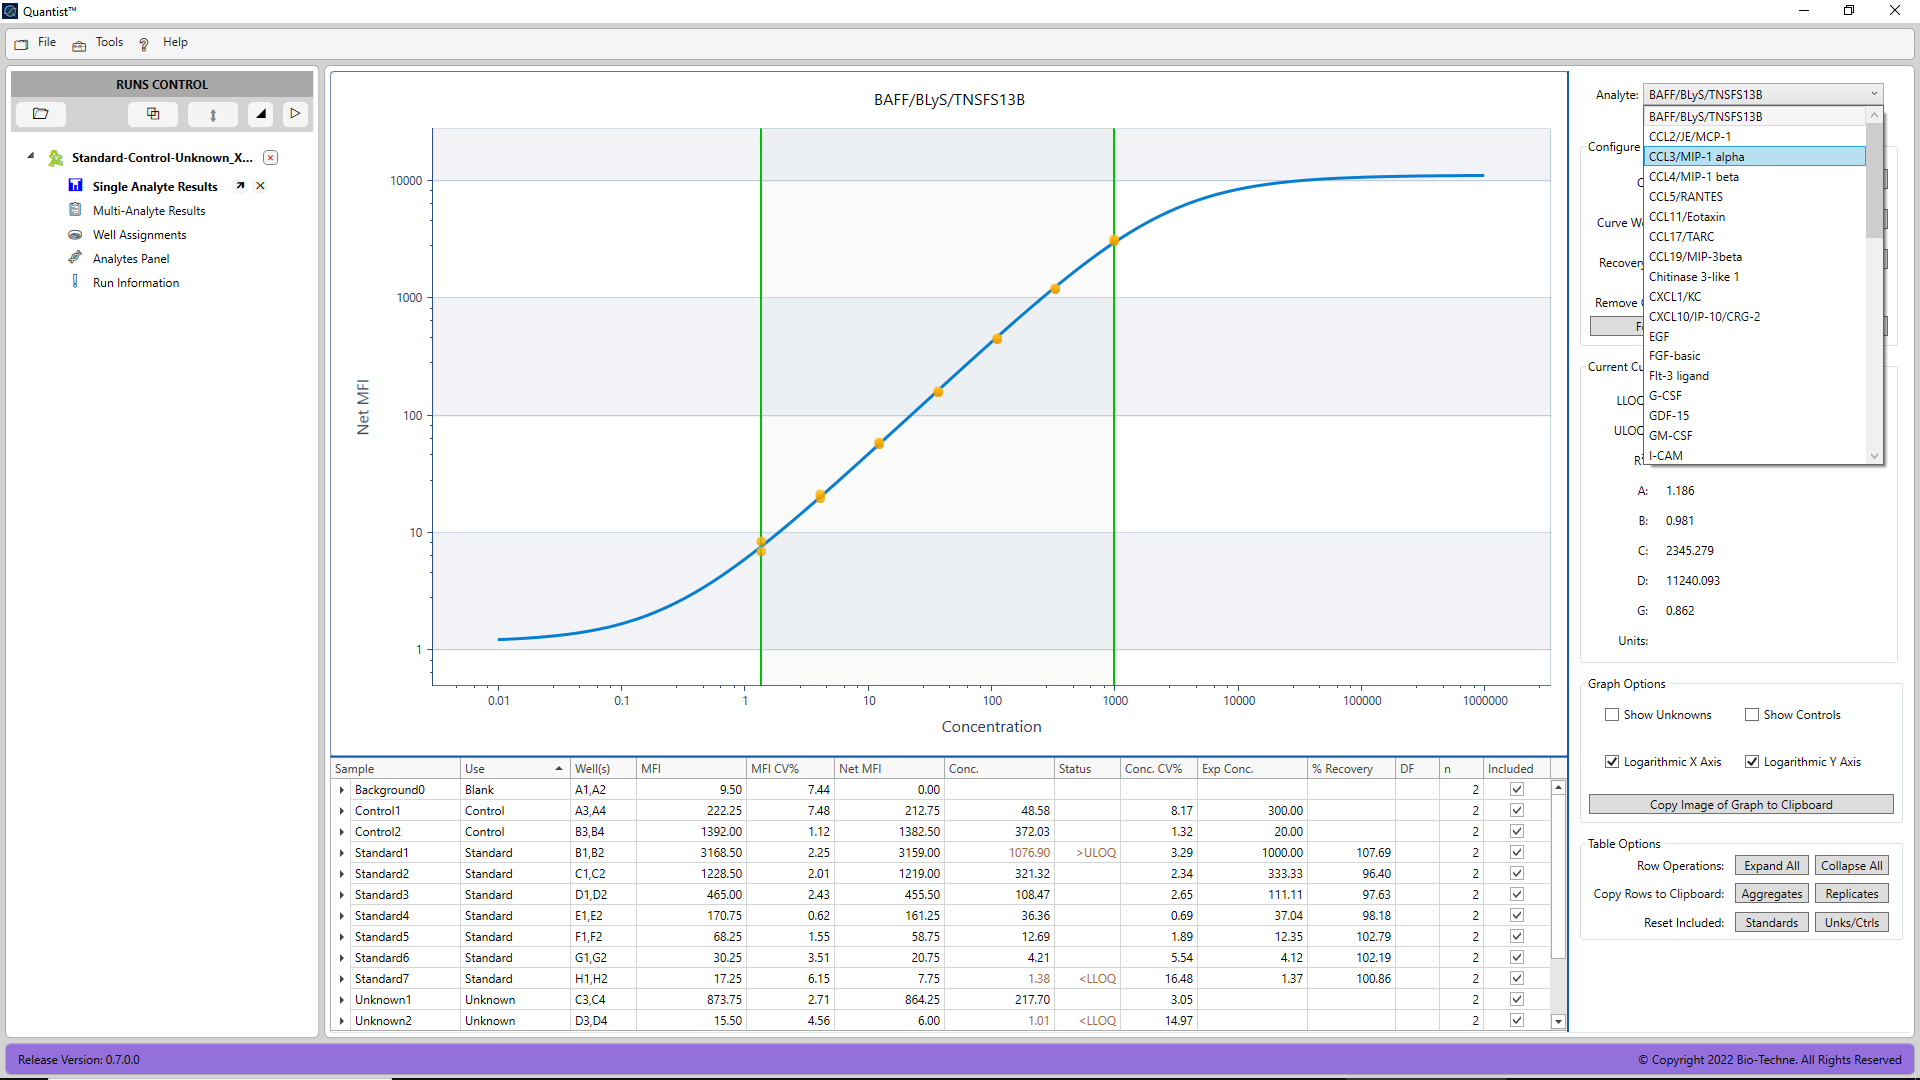 Quantist™
File Tools ? Help
RUNS CONTROL
Standard-Control-Unknown_X...
Single Analyte Results
Multi-Analyte Results
Well Assignments
Analytes Panel
Run Information
BAFF/BLyS/TNSFS13B
Net MFI
10000
1000
100
10
1
0.01 0.1 1 10 100 1000 10000 100000 1000000
Concentration
Sample Use Well(s) MFI MFI CV% Net MFI Conc. Status Conc. CV% Exp Conc. % Recovery DF n Included
Background0 Blank A1,A2 9.50 7.44 0.00 2
Control1 Control A3,A4 222.25 7.48 212.75 48.58 8.17 300.00 2
Control2 Control B3,B4 1392.00 1.12 1382.50 372.03 1.32 20.00 2
Standard1 Standard B1,B2 3168.50 2.25 3159.00 1076.90 >ULOQ 3.29 1000.00 107.69 2
Standard2 Standard C1,C2 1228.50 2.01 1219.00 321.32 2.34 333.33 96.40 2
Standard3 Standard D1,D2 465.00 2.43 455.50 108.47 2.65 111.11 97.63 2
Standard4 Standard E1,E2 170.75 0.62 161.25 36.36 0.69 37.04 98.18 2
Standard5 Standard F1,F2 68.25 1.55 58.75 12.69 1.89 12.35 102.79 2
Standard6 Standard G1,G2 30.25 3.51 20.75 4.21 5.54 4.12 102.19 2
Standard7 Standard H1,H2 17.25 6.15 7.75 1.38 <LLOQ 16.48 1.37 100.86 2
Unknown1 Unknown C3,C4 873.75 2.71 864.25 217.70 3.05 2
Unknown2 Unknown D3,D4 15.50 4.56 6.00 1.01 <LLOQ 14.97 2
Analyte: BAFF/BLyS/TNSFS13B
BAFF/BLyS/TNSFS13B
CCL2/JE/MCP-1
CCL3/MIP-1 alpha
CCL4/MIP-1 beta
CCL5/RANTES
CCL11/Eotaxin
CCL17/TARC
CCL19/MIP-3beta
Chitinase 3-like 1
CXCL1/KC
CXCL10/IP-10/CRG-2
EGF
FGF-basic
Flt-3 ligand
G-CSF
GDF-15
GM-CSF
I-CAM
Configure
Curve
Recovery
Remove
Current
A: 1.186
B: 0.981
C: 2345.279
D: 11240.093
G: 0.862
Units:
Graph Options
Show Unknowns Show Controls
Logarithmic X Axis Logarithmic Y Axis
Copy Image of Graph to Clipboard
Table Options
Row Operations: Expand All Collapse All
Copy Rows to Clipboard: Aggregates Replicates
Reset Included: Standards Unks/Ctrls
Release Version: 0.7.0.0
© Copyright 2022 Bio-Techne. All Rights Reserved